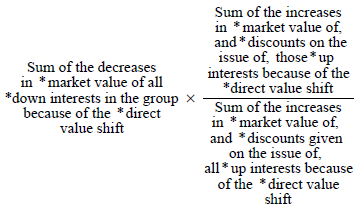 Sum of the decreases
in *market value of all
*down interests in the group
because of the *direct
value shift
×
Sum of the increases
in *market value of,
and *discounts on the
issue of, those *up
interests because of the
*direct value shift
Sum of the increases
in *market value of,
and *discounts given
on the issue of,
all *up interests because
of the *direct value
shift